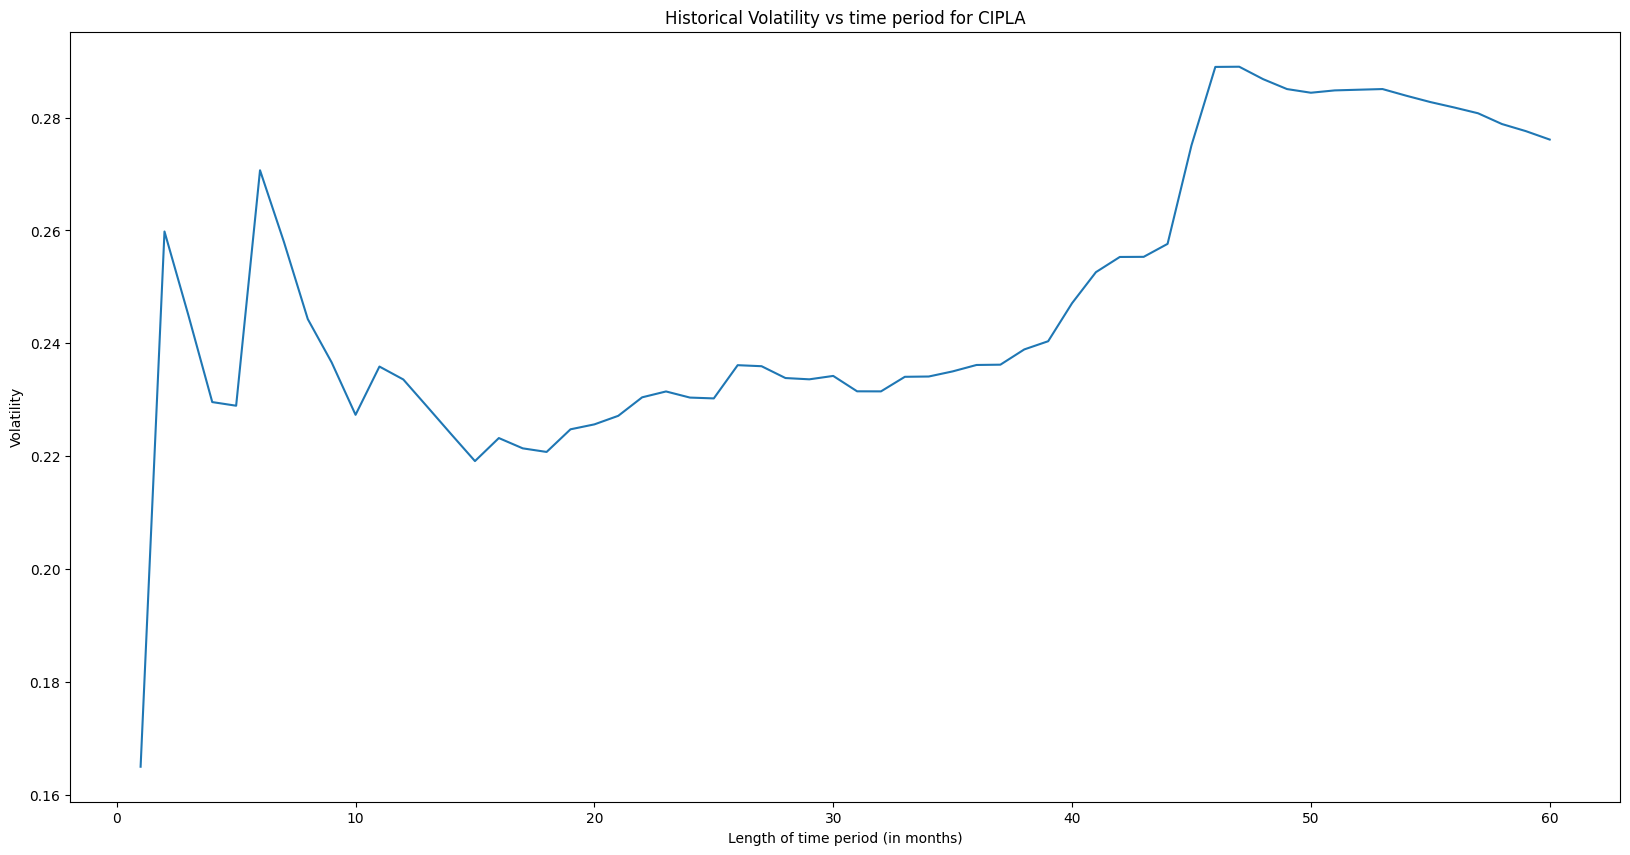 Historical Volatility vs time period for CIPLA
Volatility
0.28
0.26
0.24
0.22
0.20
0.18
0.16
0 10 20 30 40 50 60
Length of time period (in months)